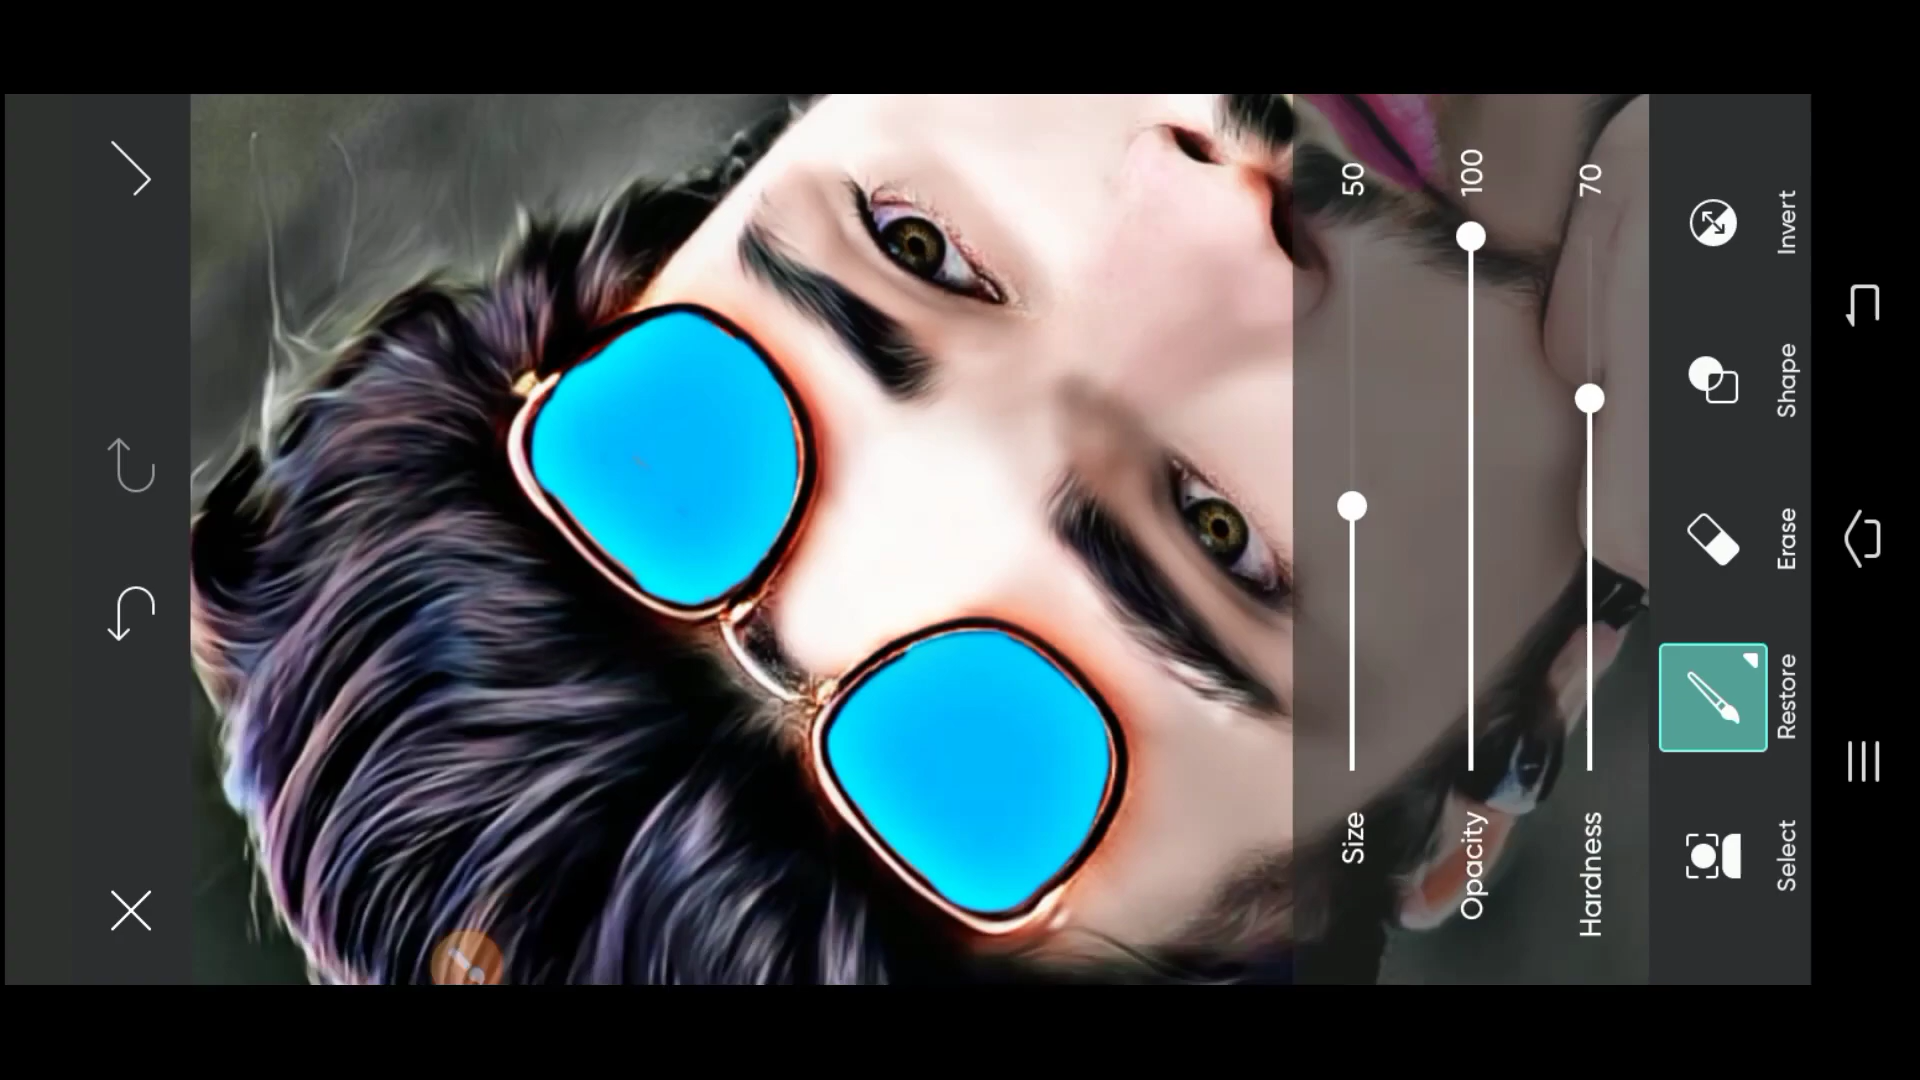 Size 50
Opacity 100
Hardness 70
Select
Restore
Erase
Shape
Invert